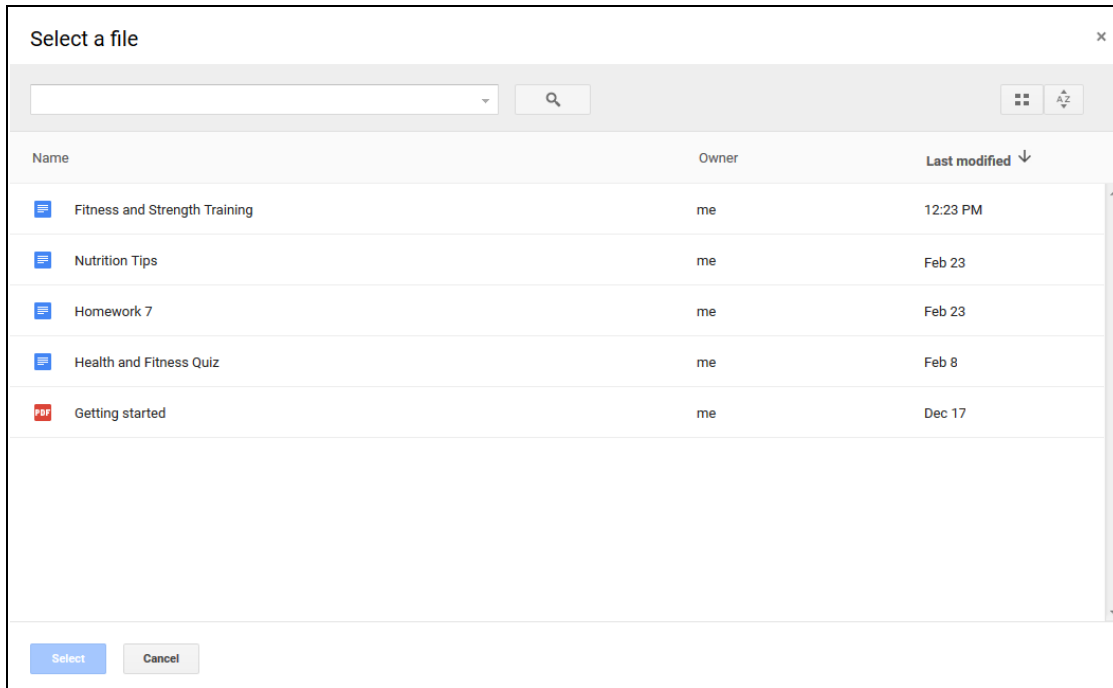 Select a file
×
AZ
Name Owner Last modified
Fitness and Strength Training me 12:23 PM
Nutrition Tips me Feb 23
Homework 7 me Feb 23
Health and Fitness Quiz me Feb 8
PDF Getting started me Dec 17
Select Cancel